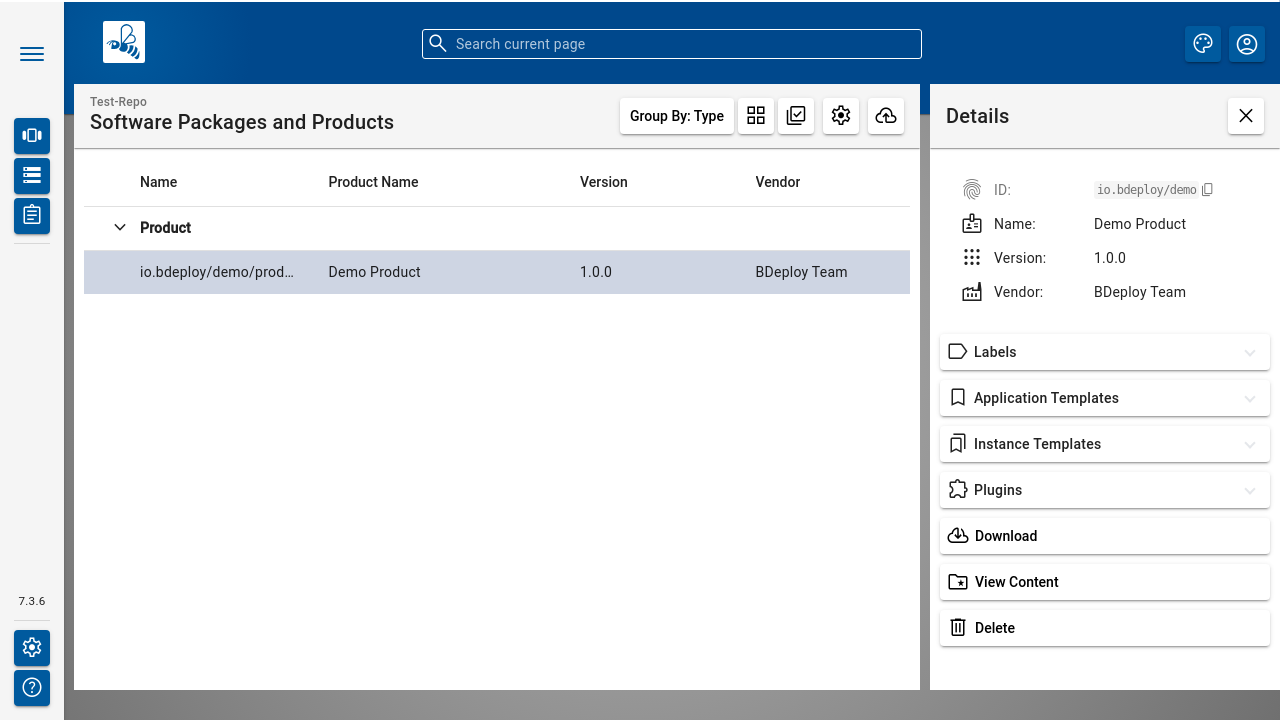 Search current page
Test-Repo
Software Packages and Products
Group By: Type
Details
Name Product Name Version Vendor
Product
io.bdeploy/demo/prod… Demo Product 1.0.0 BDeploy Team
ID: io.bdeploy/demo
Name: Demo Product
Version: 1.0.0
Vendor: BDeploy Team
Labels
Application Templates
Instance Templates
Plugins
Download
View Content
Delete
7.3.6